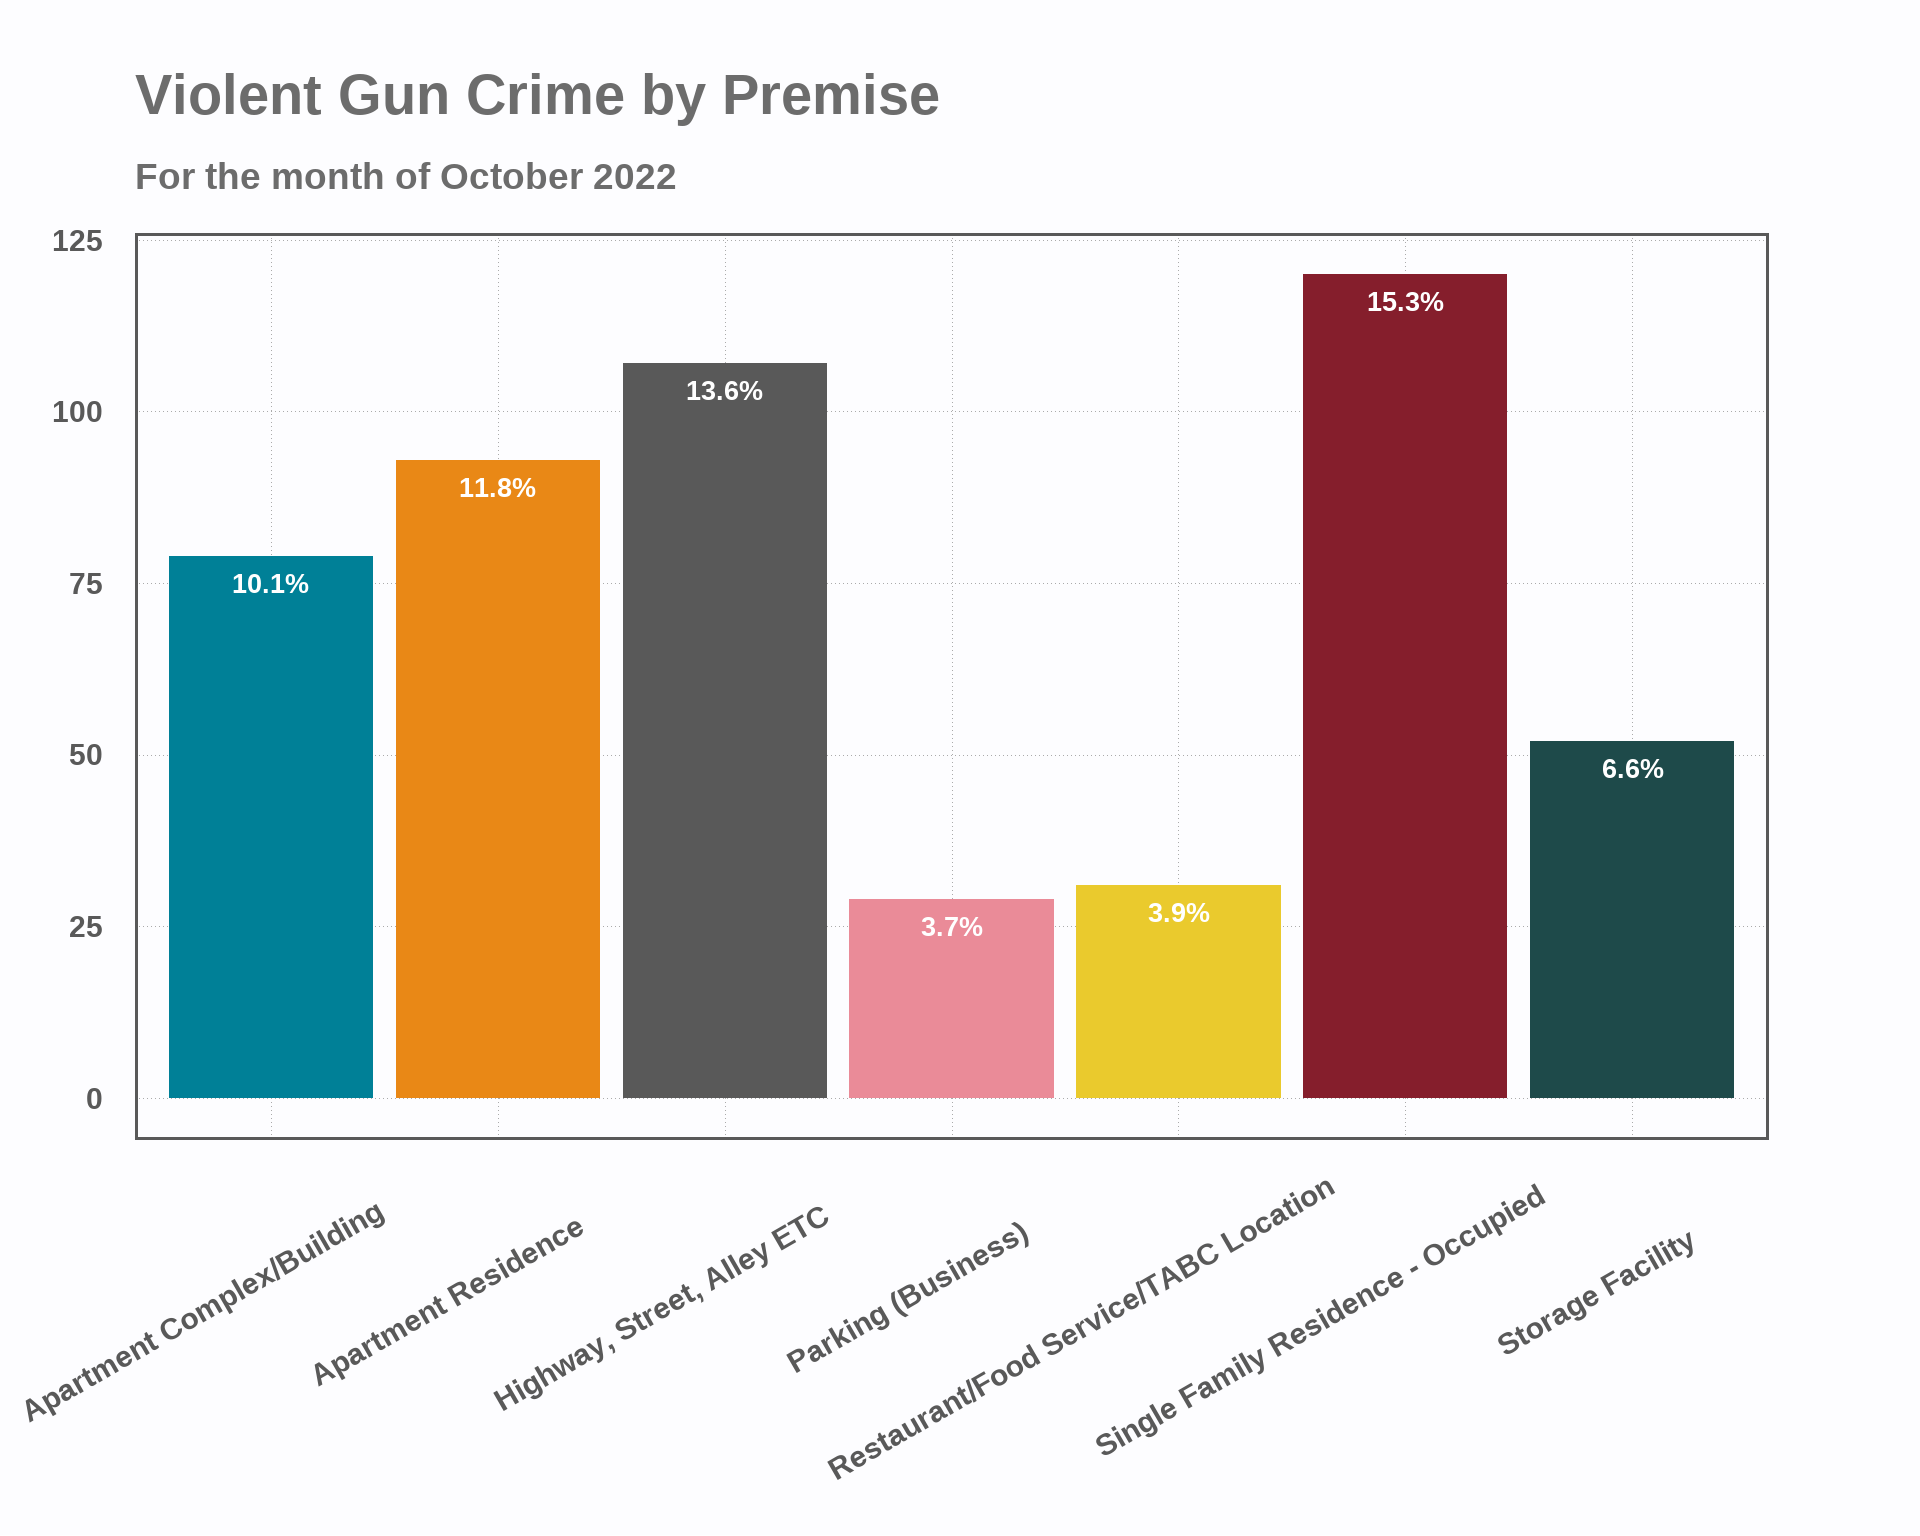 Violent Gun Crime by Premise
For the month of October 2022
125
100
75
50
25
0
10.1%
11.8%
13.6%
3.7%
3.9%
15.3%
6.6%
Apartment Complex/Building
Apartment Residence
Highway, Street, Alley ETC
Parking (Business)
Restaurant/Food Service/TABC Location
Single Family Residence - Occupied
Storage Facility